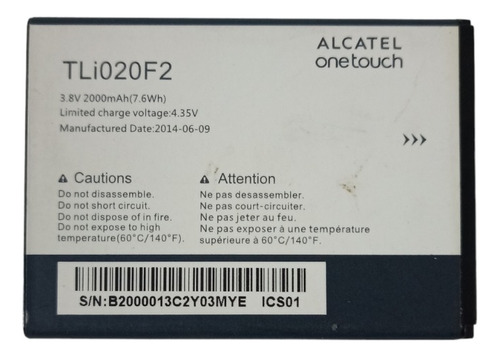 ALCATEL
onetouch
TLi020F2
3.8V 2000mAh(7.6Wh)
Limited charge voltage:4.35V
Manufactured Date:2014-06-09
>>>
Cautions
Do not disassemble.
Do not short circuit.
Do not dispose of in fire.
Do not expose to high
temperature(60°C/140°F).
Attention
Ne pas desassembler.
Ne pas court-circuiter.
Ne pas jeter au feu.
Ne pas exposer à une température
supérieure à 60°C/140°F.
S/N:B2000013C2Y03MYE ICS01